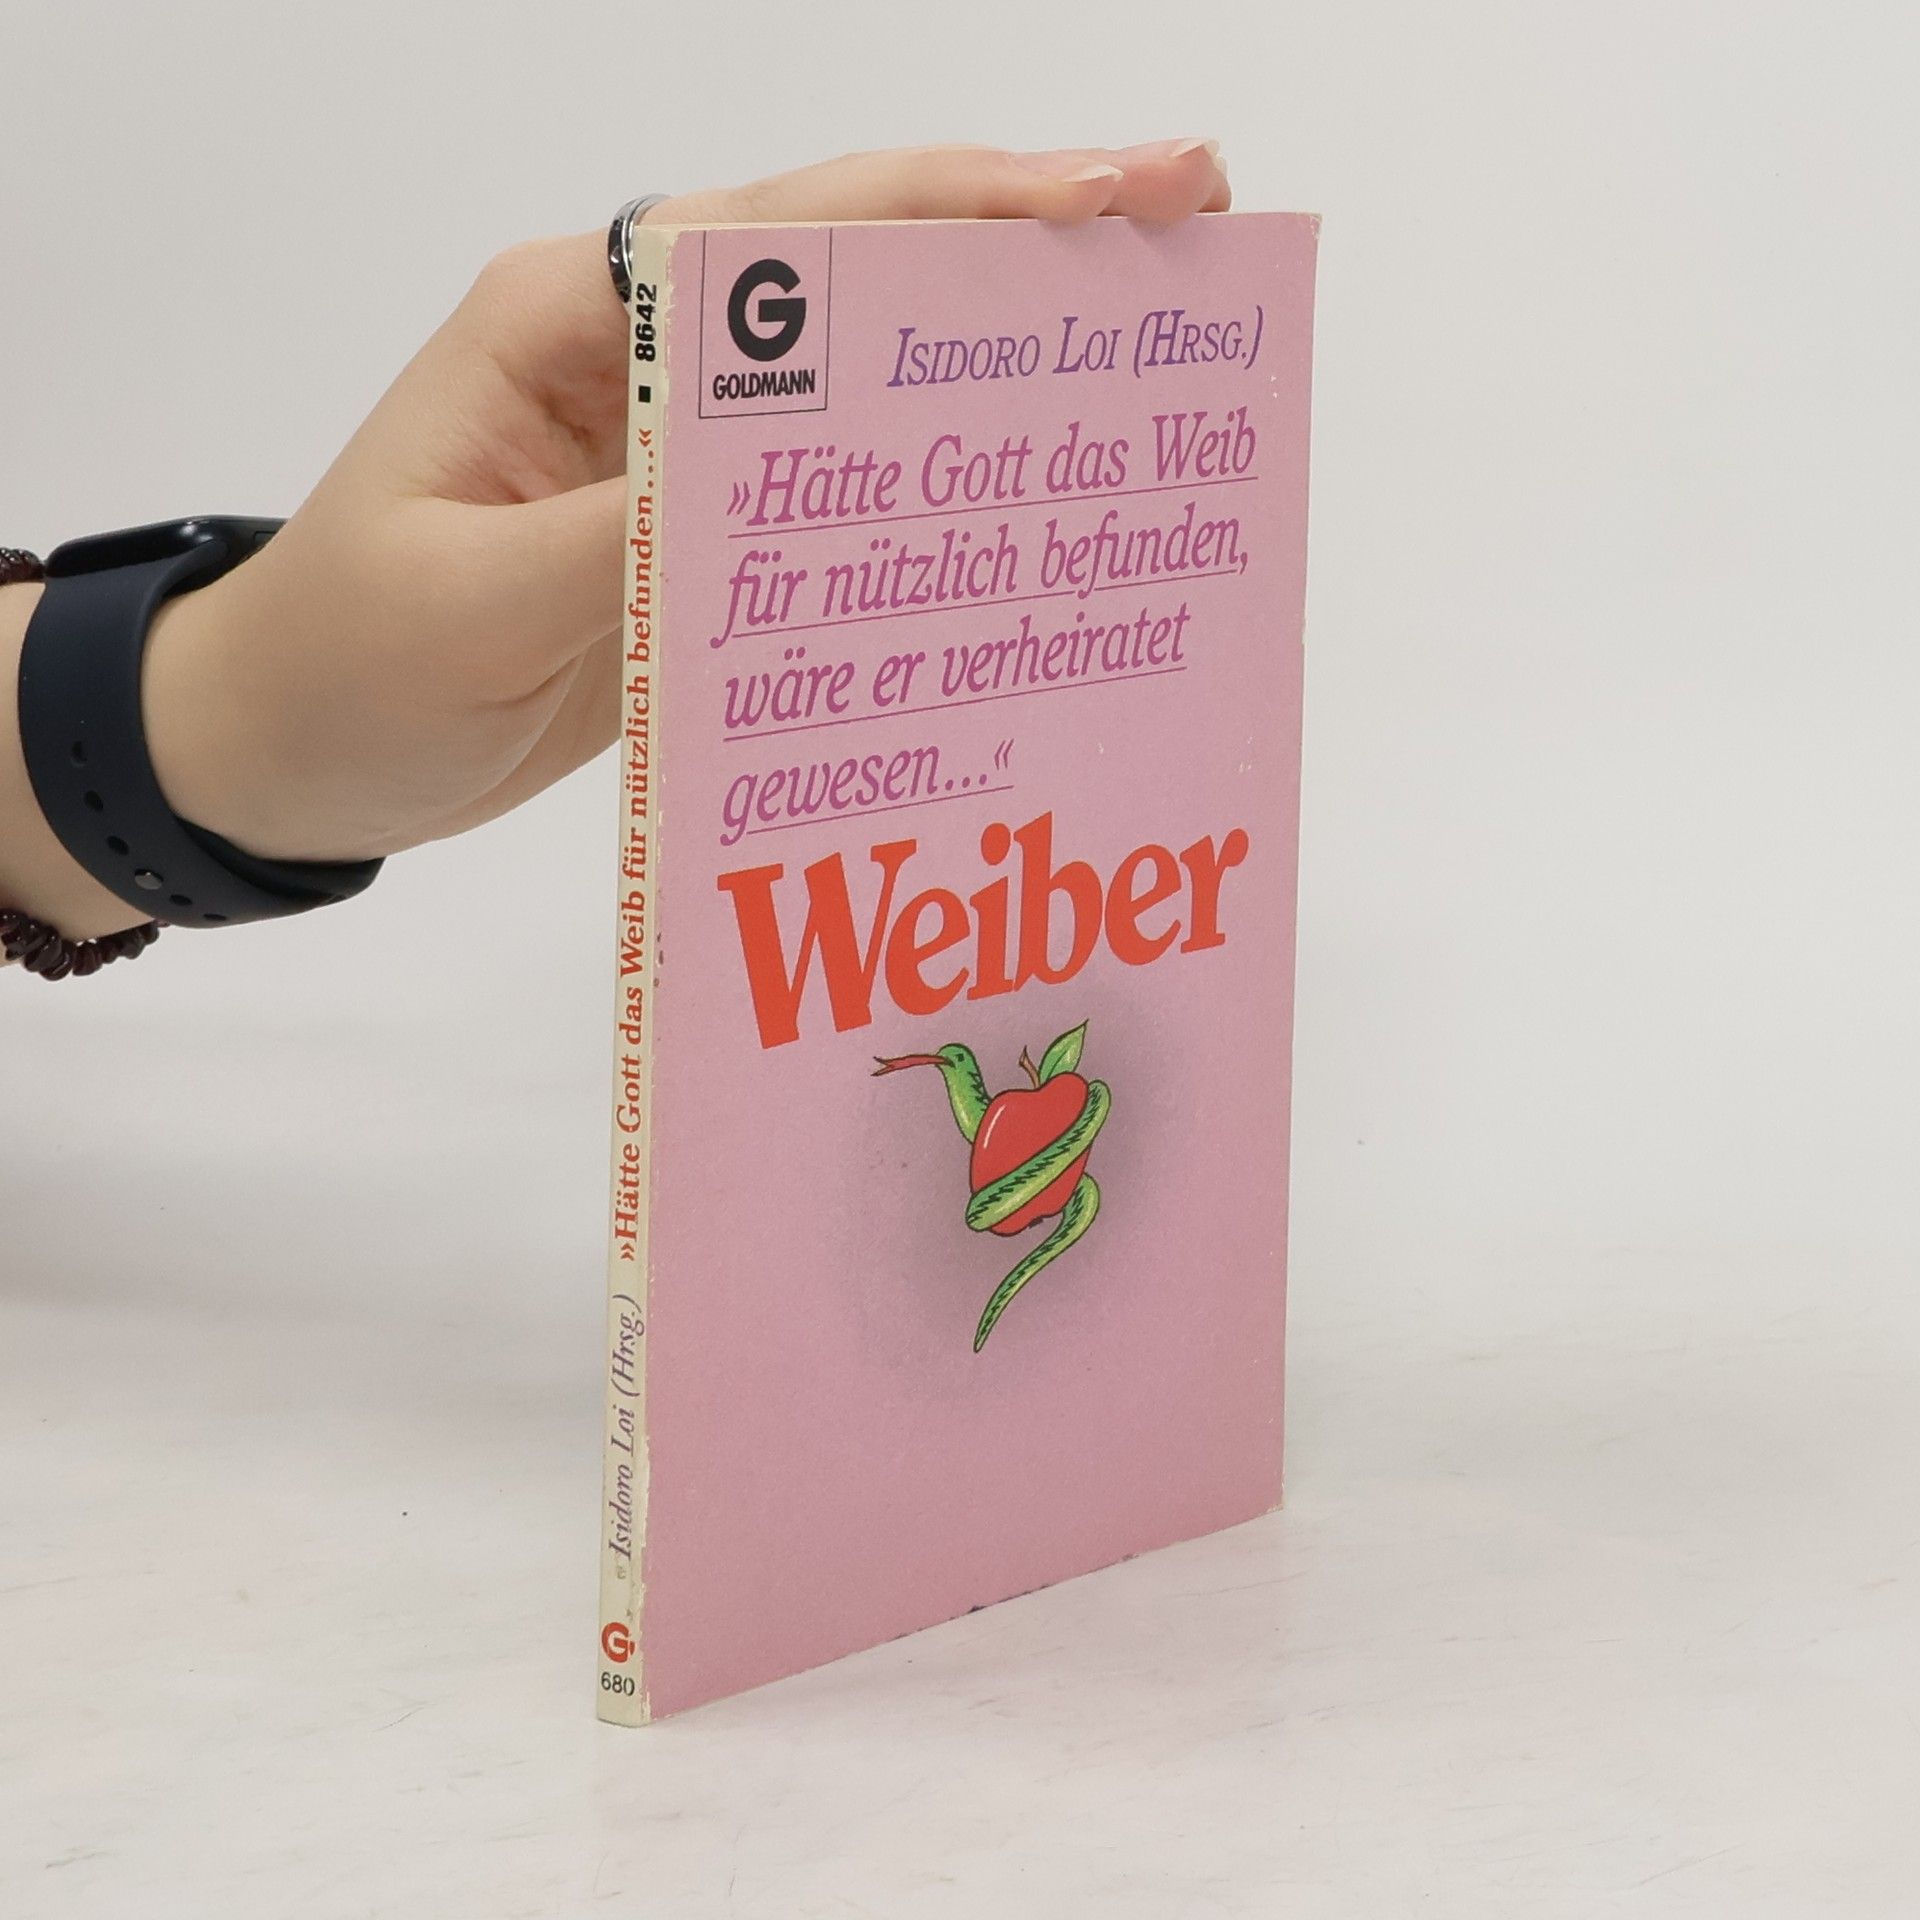 G
GOLDMANN
ISIDORO LOI (HRSG.)
»Hätte Gott das Weib
für nützlich befunden,
wäre er verheiratet
gewesen...«
Weiber
G 680 Isidoro Loi (Hrsg.) »Hätte Gott das Weib für nützlich befunden...« ■ 8642